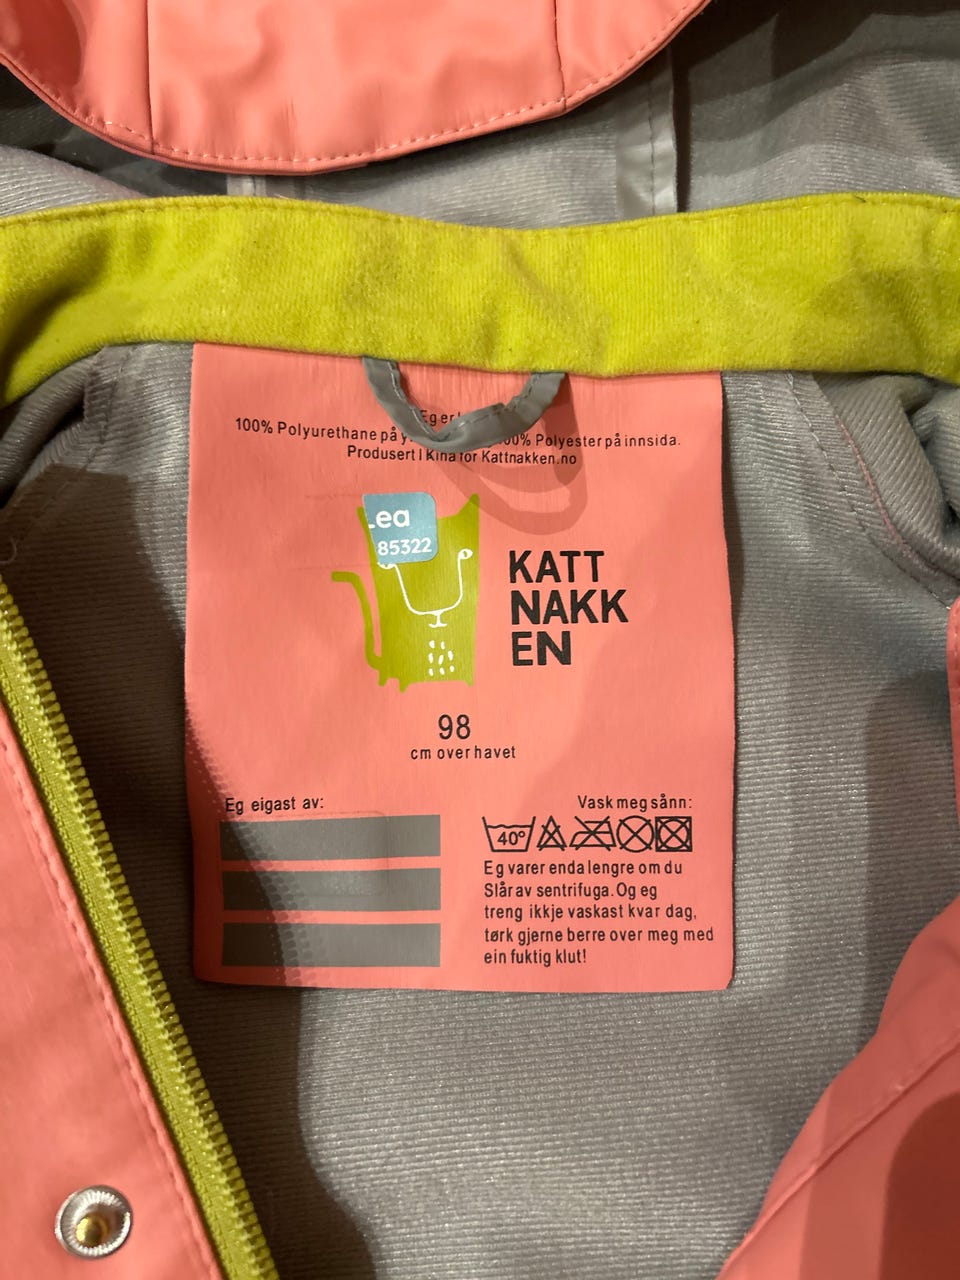 Eg er
100% Polyurethane på 100% Polyester på innsida.
Produsert I Kina for Kattnakken.no
Lea
85322
KATT
NAKK
EN
98
cm over havet
Eg eigast av:
Vask meg sånn:
40°
Eg varer enda lengre om du
Slår av sentrifuga. Og eg
treng ikkje vaskast kvar dag,
tørk gjerne berre over meg med
ein fuktig klut!